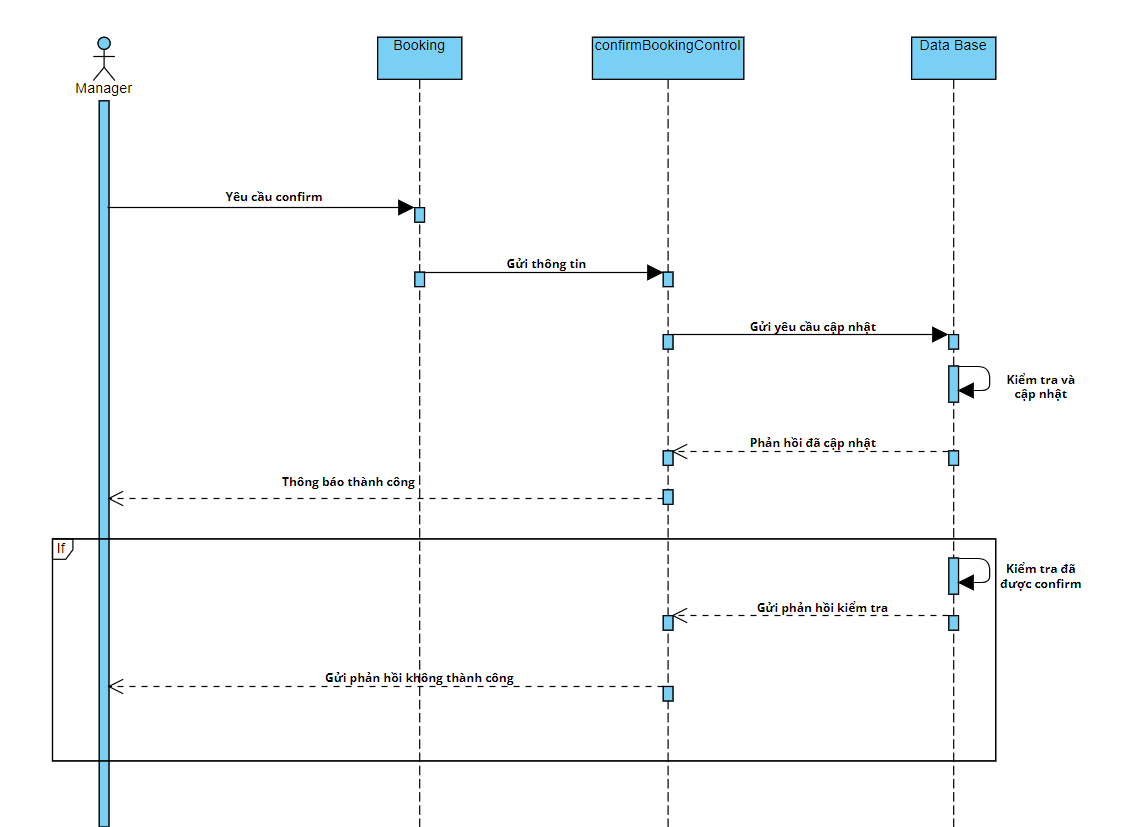 Manager
Booking
confirmBookingControl
Data Base
Yêu cầu confirm
Gửi thông tin
Gửi yêu cầu cập nhật
Kiểm tra và
cập nhật
Phản hồi đã cập nhật
Thông báo thành công
If
Kiểm tra đã
được confirm
Gửi phản hồi kiểm tra
Gửi phản hồi không thành công